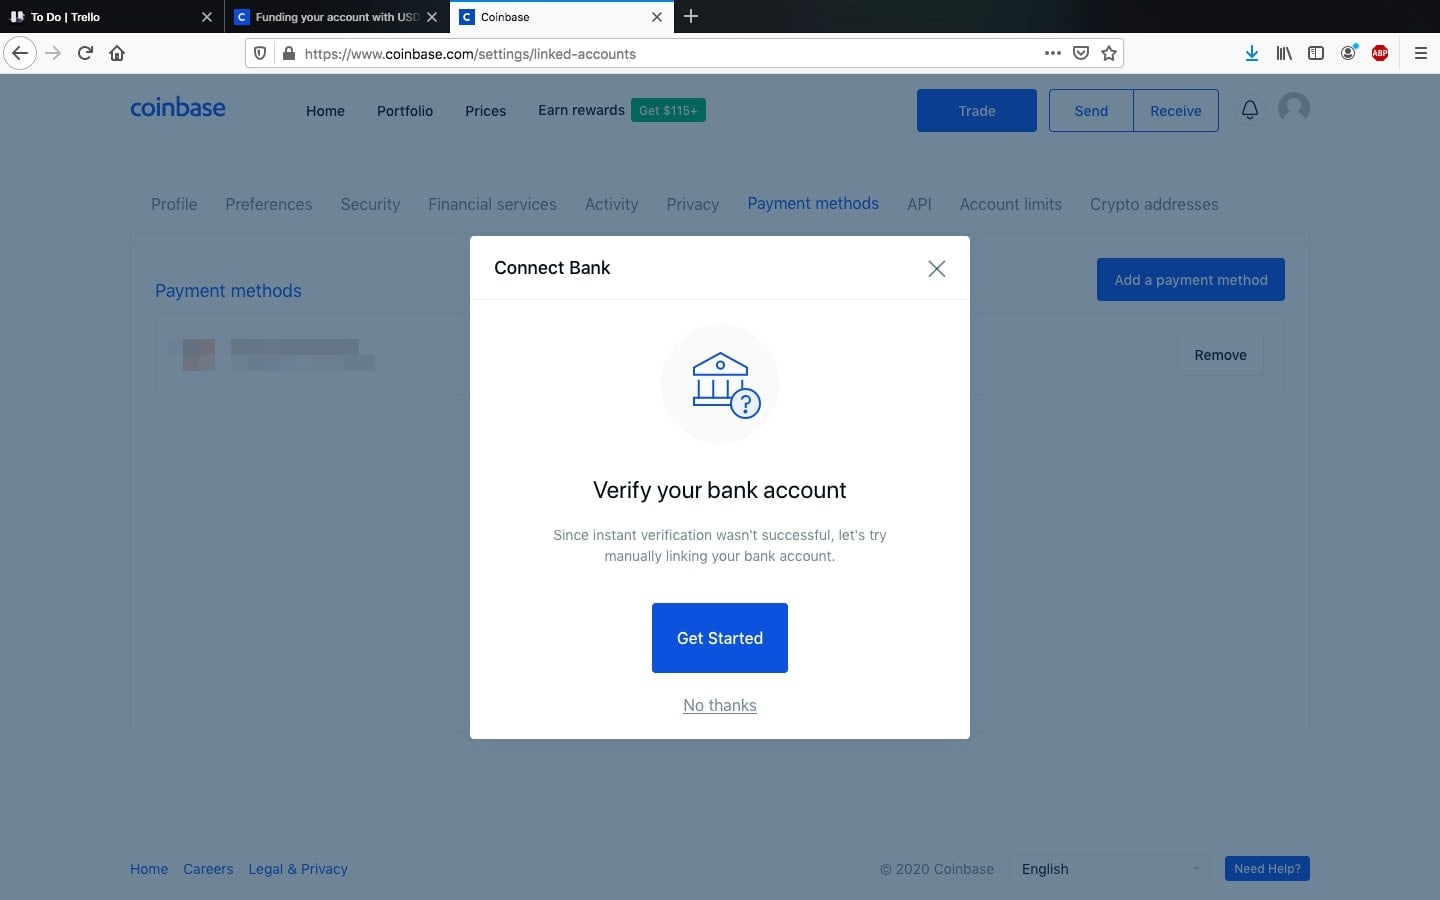 To Do | Trello
Funding your account with USD
Coinbase
https://www.coinbase.com/settings/linked-accounts
ABP
coinbase
Home
Portfolio
Prices
Earn rewards
Get $115+
Trade
Send
Receive
Profile
Preferences
Security
Financial services
Activity
Privacy
Payment methods
API
Account limits
Crypto addresses
Payment methods
Add a payment method
Remove
Connect Bank
?
Verify your bank account
Since instant verification wasn't successful, let's try
manually linking your bank account.
Get Started
No thanks
Home
Careers
Legal & Privacy
© 2020 Coinbase
English
Need Help?